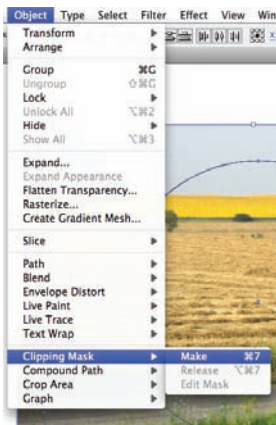 Object Type Select Filter Effect View
Transform
Arrange
Group ⌘G
Ungroup ⇧⌘G
Lock
Unlock All ⌥⌘2
Hide
Show All ⌥⌘3
Expand...
Expand Appearance
Flatten Transparency...
Rasterize...
Create Gradient Mesh...
Slice
Path
Blend
Envelope Distort
Live Paint
Live Trace
Text Wrap
Clipping Mask Make ⌘7
Compound Path Release ⌥⌘7
Crop Area Edit Mask
Graph